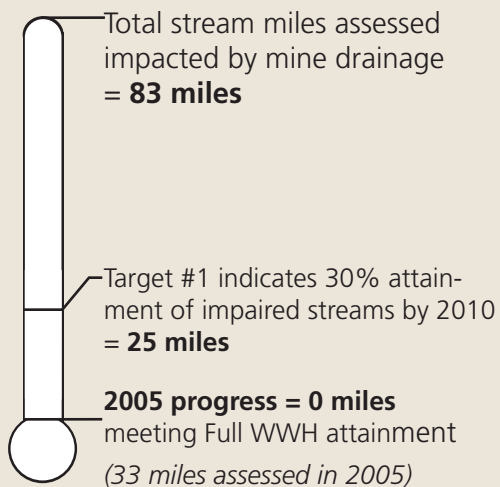 Total stream miles assessed
impacted by mine drainage
= 83 miles
Target #1 indicates 30% attain-
ment of impaired streams by 2010
= 25 miles
2005 progress = 0 miles
meeting Full WWH attainment
(33 miles assessed in 2005)